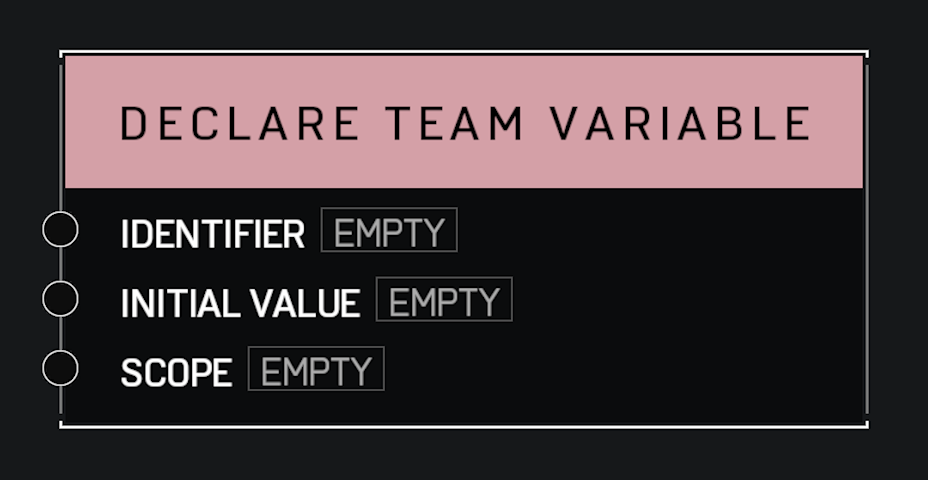 DECLARE TEAM VARIABLE
IDENTIFIER EMPTY
INITIAL VALUE EMPTY
SCOPE EMPTY